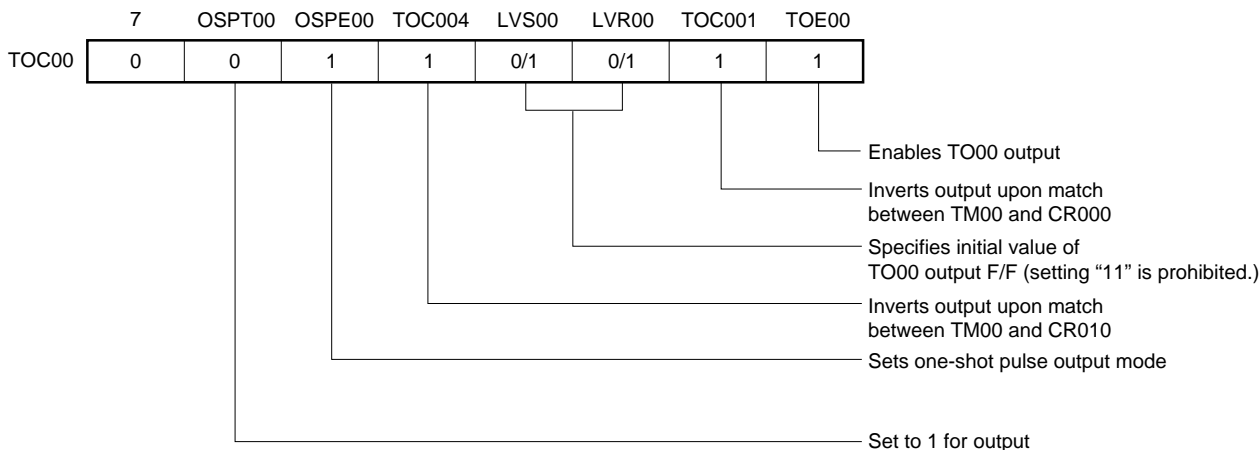 7 OSPT00 OSPE00 TOC004 LVS00 LVR00 TOC001 TOE00
TOC00 0 0 1 1 0/1 0/1 1 1
Enables TO00 output
Inverts output upon match
between TM00 and CR000
Specifies initial value of
TO00 output F/F (setting “11” is prohibited.)
Inverts output upon match
between TM00 and CR010
Sets one-shot pulse output mode
Set to 1 for output